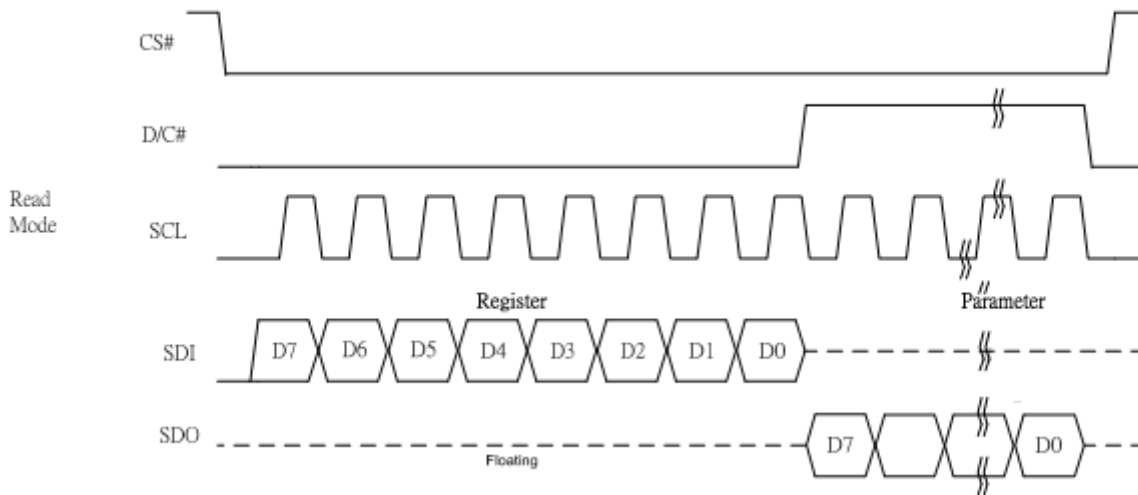 CS#
D/C#
Read
Mode
SCL
Register
Parameter
SDI
D7 D6 D5 D4 D3 D2 D1 D0
SDO
Floating
D7 D0